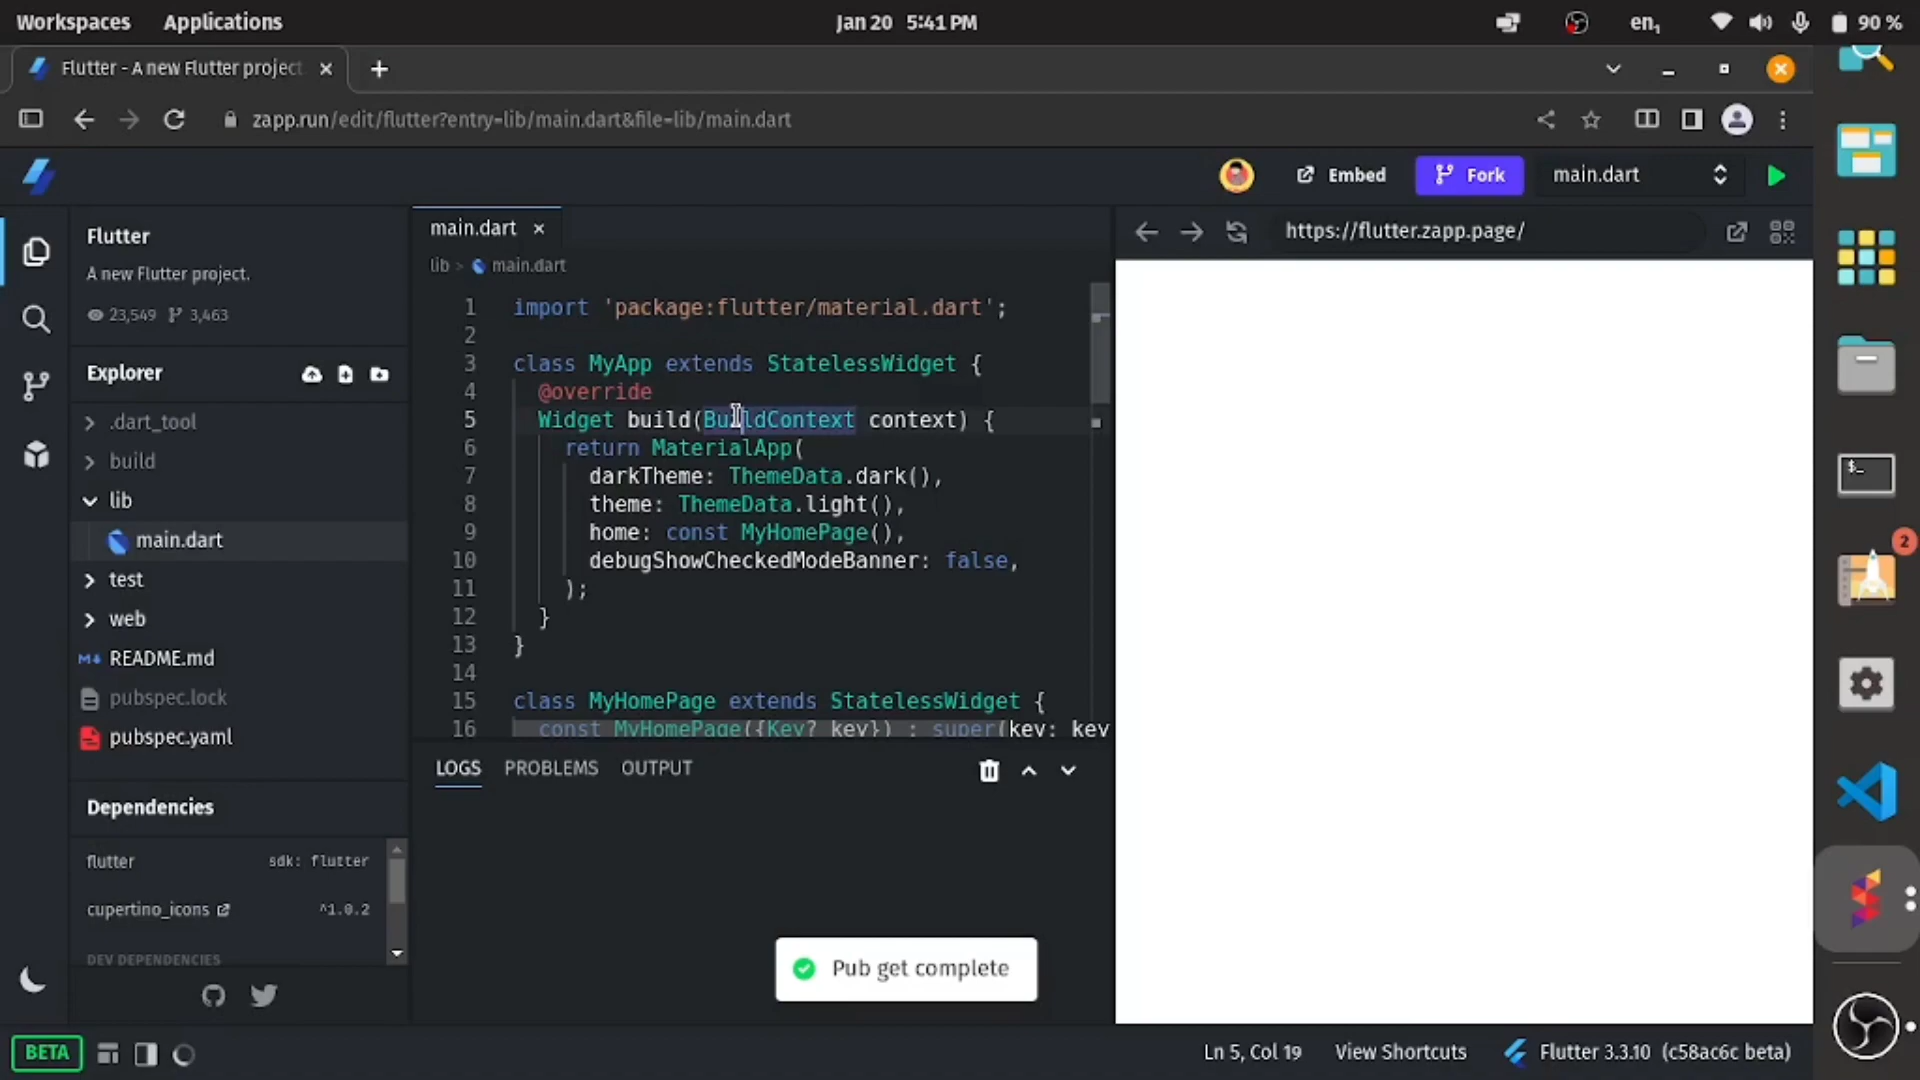 Workspaces Applications Jan 20 5:41 PM en1 90 %
Flutter - A new Flutter project
zapp.run/edit/flutter?entry=lib/main.dart&file=lib/main.dart
Embed Fork main.dart
Flutter
A new Flutter project.
23,549 3,463
Explorer
.dart_tool
build
lib
main.dart
test
web
README.md
pubspec.lock
pubspec.yaml
Dependencies
flutter sdk: flutter
cupertino_icons ^1.0.2
DEV DEPENDENCIES
main.dart
lib > main.dart
1 import 'package:flutter/material.dart';
2
3 class MyApp extends StatelessWidget {
4 @override
5 Widget build(BuildContext context) {
6 return MaterialApp(
7 darkTheme: ThemeData.dark(),
8 theme: ThemeData.light(),
9 home: const MyHomePage(),
10 debugShowCheckedModeBanner: false,
11 );
12 }
13 }
14
15 class MyHomePage extends StatelessWidget {
16 const MyHomePage({Key? key}) : super(key: key
LOGS PROBLEMS OUTPUT
Pub get complete
https://flutter.zapp.page/
2
BETA
Ln 5, Col 19 View Shortcuts Flutter 3.3.10 (c58ac6c beta)